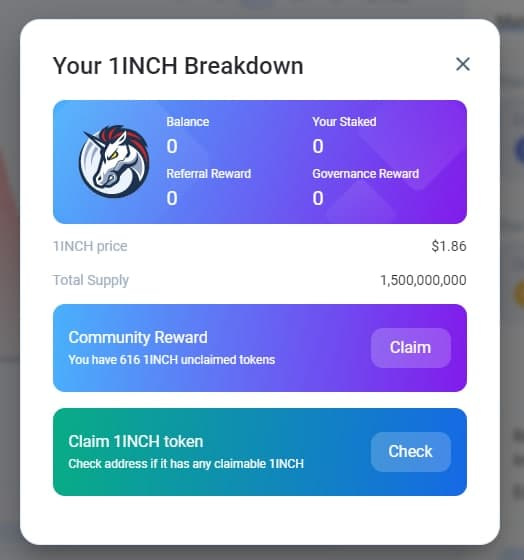 Your 1INCH Breakdown
Balance
0
Your Staked
0
Referral Reward
0
Governance Reward
0
1INCH price
$1.86
Total Supply
1,500,000,000
Community Reward
You have 616 1INCH unclaimed tokens
Claim
Claim 1INCH token
Check address if it has any claimable 1INCH
Check